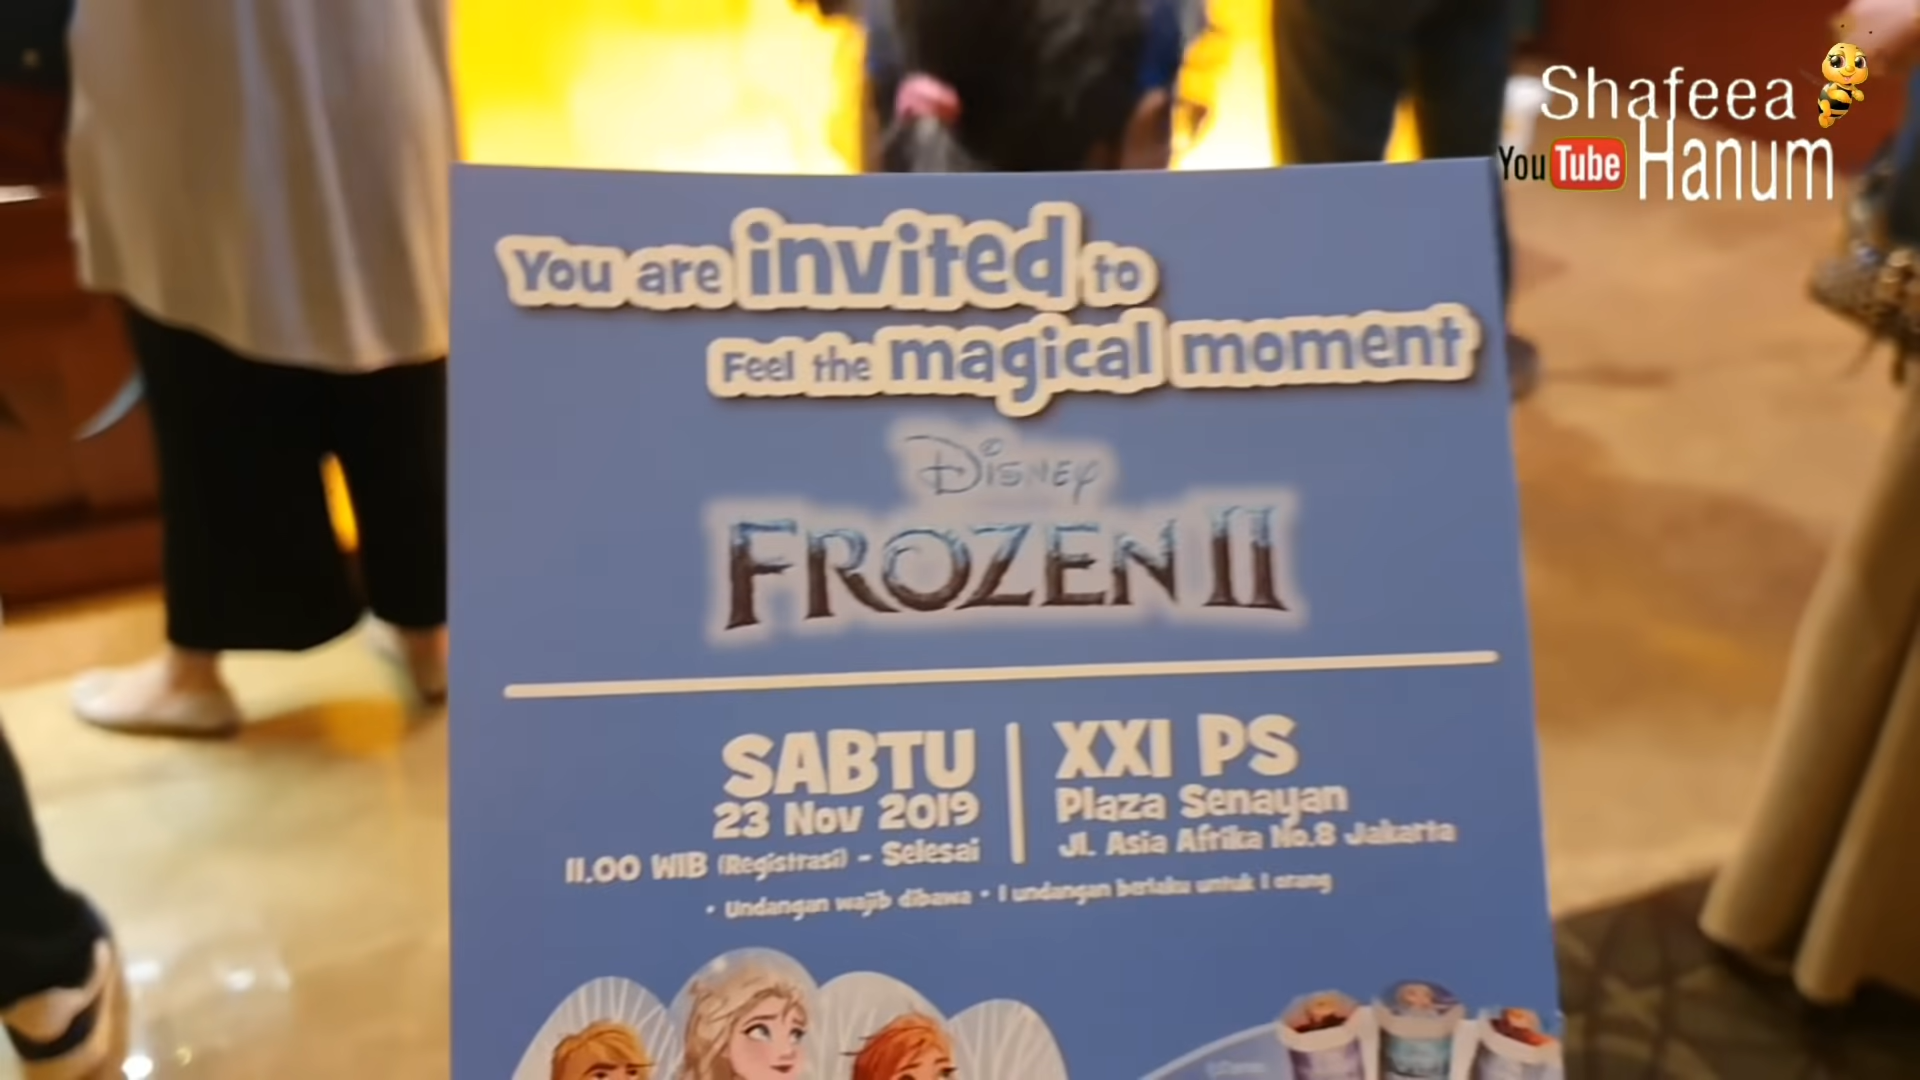 Shafeea
YouTube Hanum
You are invited to
Feel the magical moment
Disney
FROZEN II
SABTU
23 Nov 2019
11.00 WIB (Registrasi) - Selesai
XXI PS
Plaza Senayan
Jl. Asia Afrika No.8 Jakarta
• Undangan wajib dibawa • 1 undangan berlaku untuk 1 orang